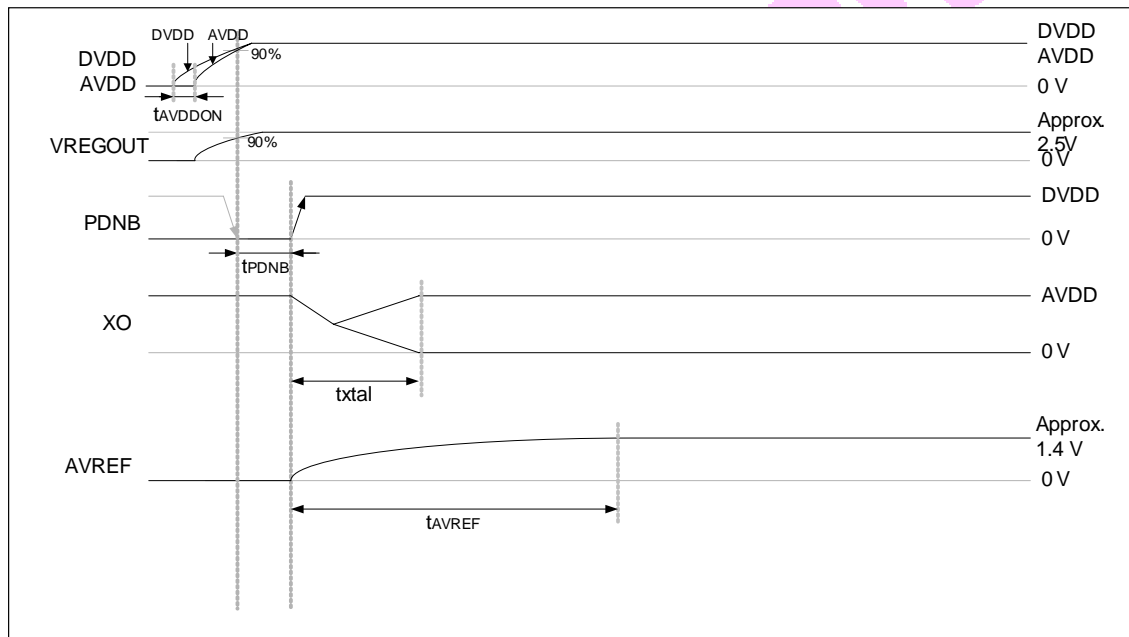 DVDD AVDD
DVDD
AVDD
90%
DVDD
AVDD
0 V
tAVDDON
VREGOUT
90%
Approx.
2.5V
0 V
PDNB
DVDD
0 V
tPDNB
XO
AVDD
0 V
txtal
AVREF
Approx.
1.4 V
0 V
tAVREF